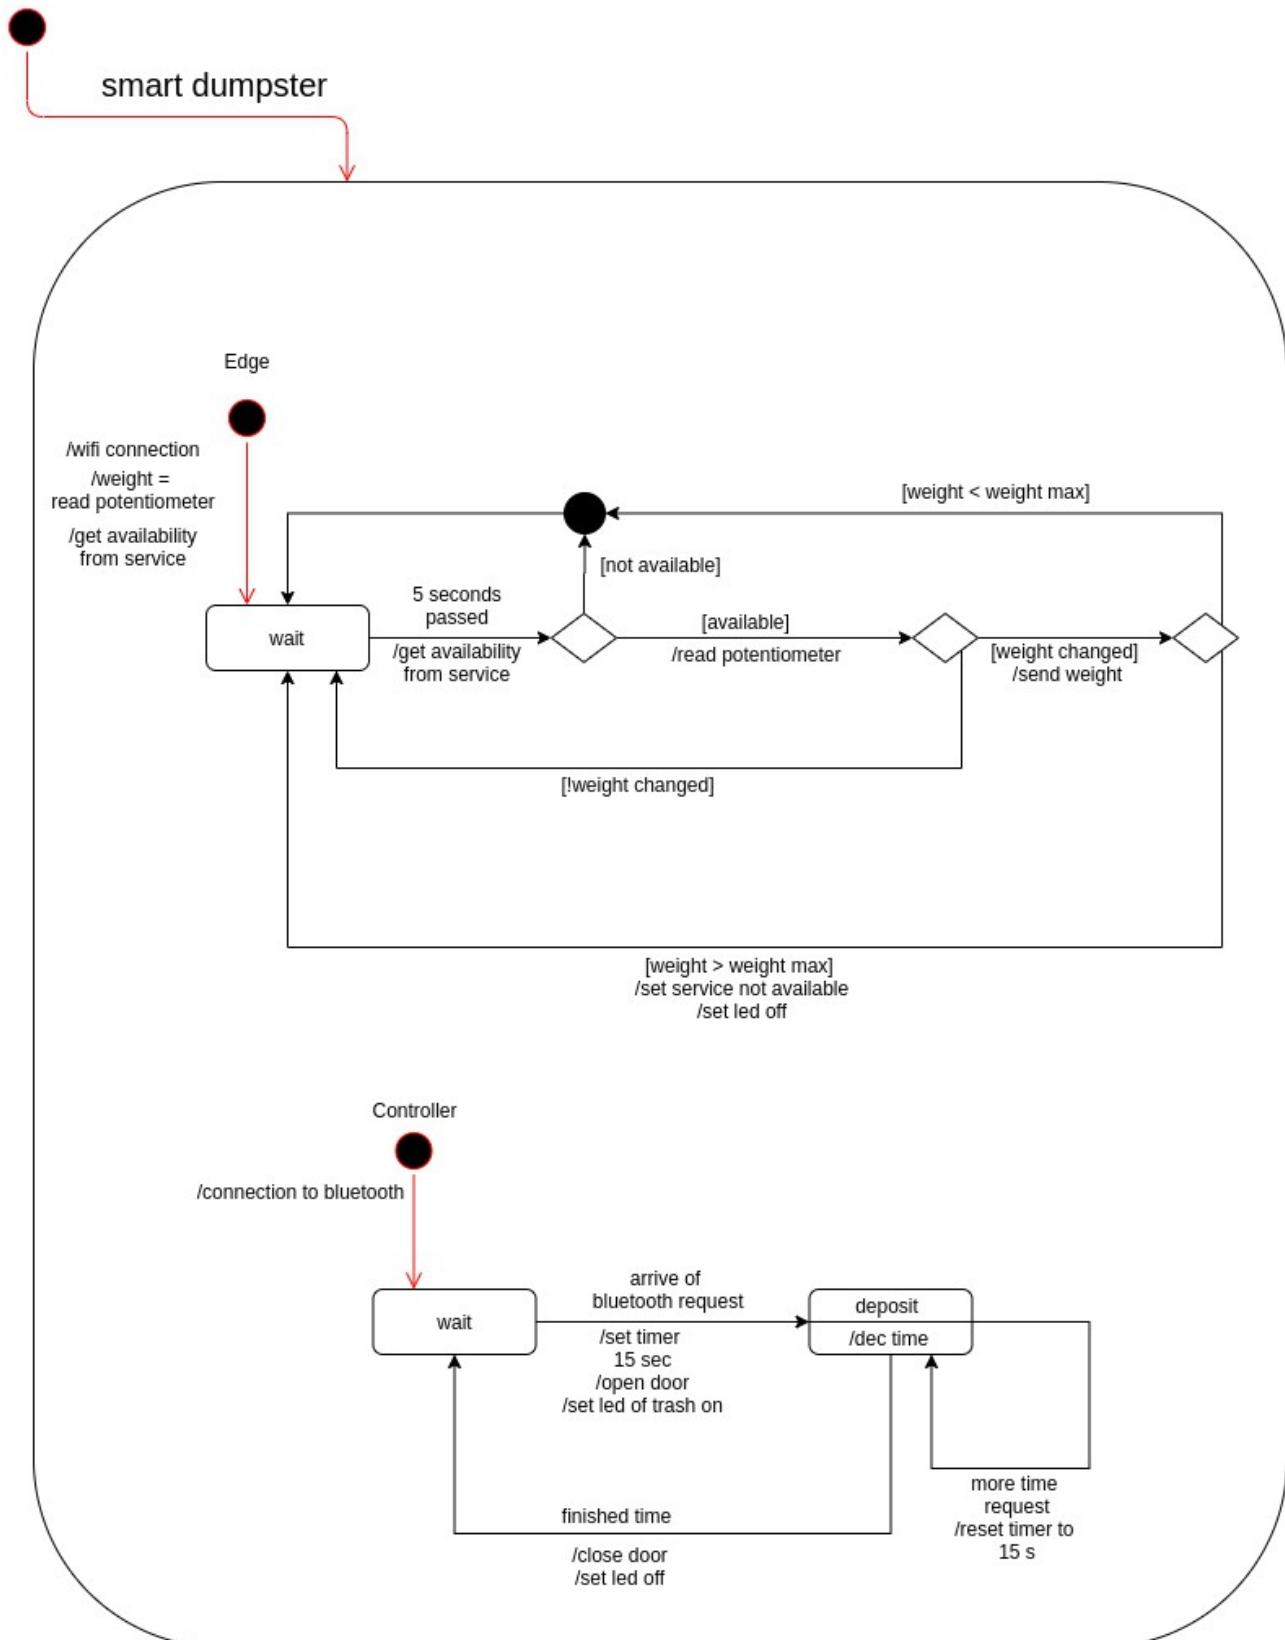 smart dumpster
Edge
/wifi connection
/weight =
read potentiometer
/get availability
from service
[weight < weight max]
[not available]
5 seconds
passed
/get availability
from service
wait
[available]
/read potentiometer
[weight changed]
/send weight
[!weight changed]
[weight > weight max]
/set service not available
/set led off
Controller
/connection to bluetooth
wait
arrive of
bluetooth request
/set timer
15 sec
/open door
/set led of trash on
deposit
/dec time
more time
request
/reset timer to
15 s
finished time
/close door
/set led off